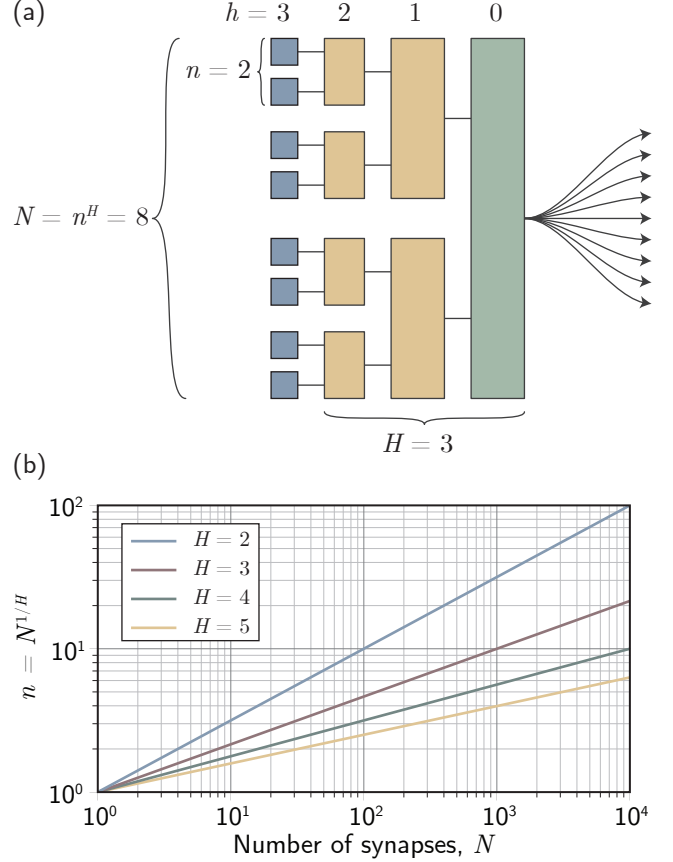 (a)
h = 3 2 1 0
n = 2
N = n^H = 8
H = 3
(b)
10^2
10^1
10^0
n = N^{1/H}
H = 2
H = 3
H = 4
H = 5
10^0 10^1 10^2 10^3 10^4
Number of synapses, N